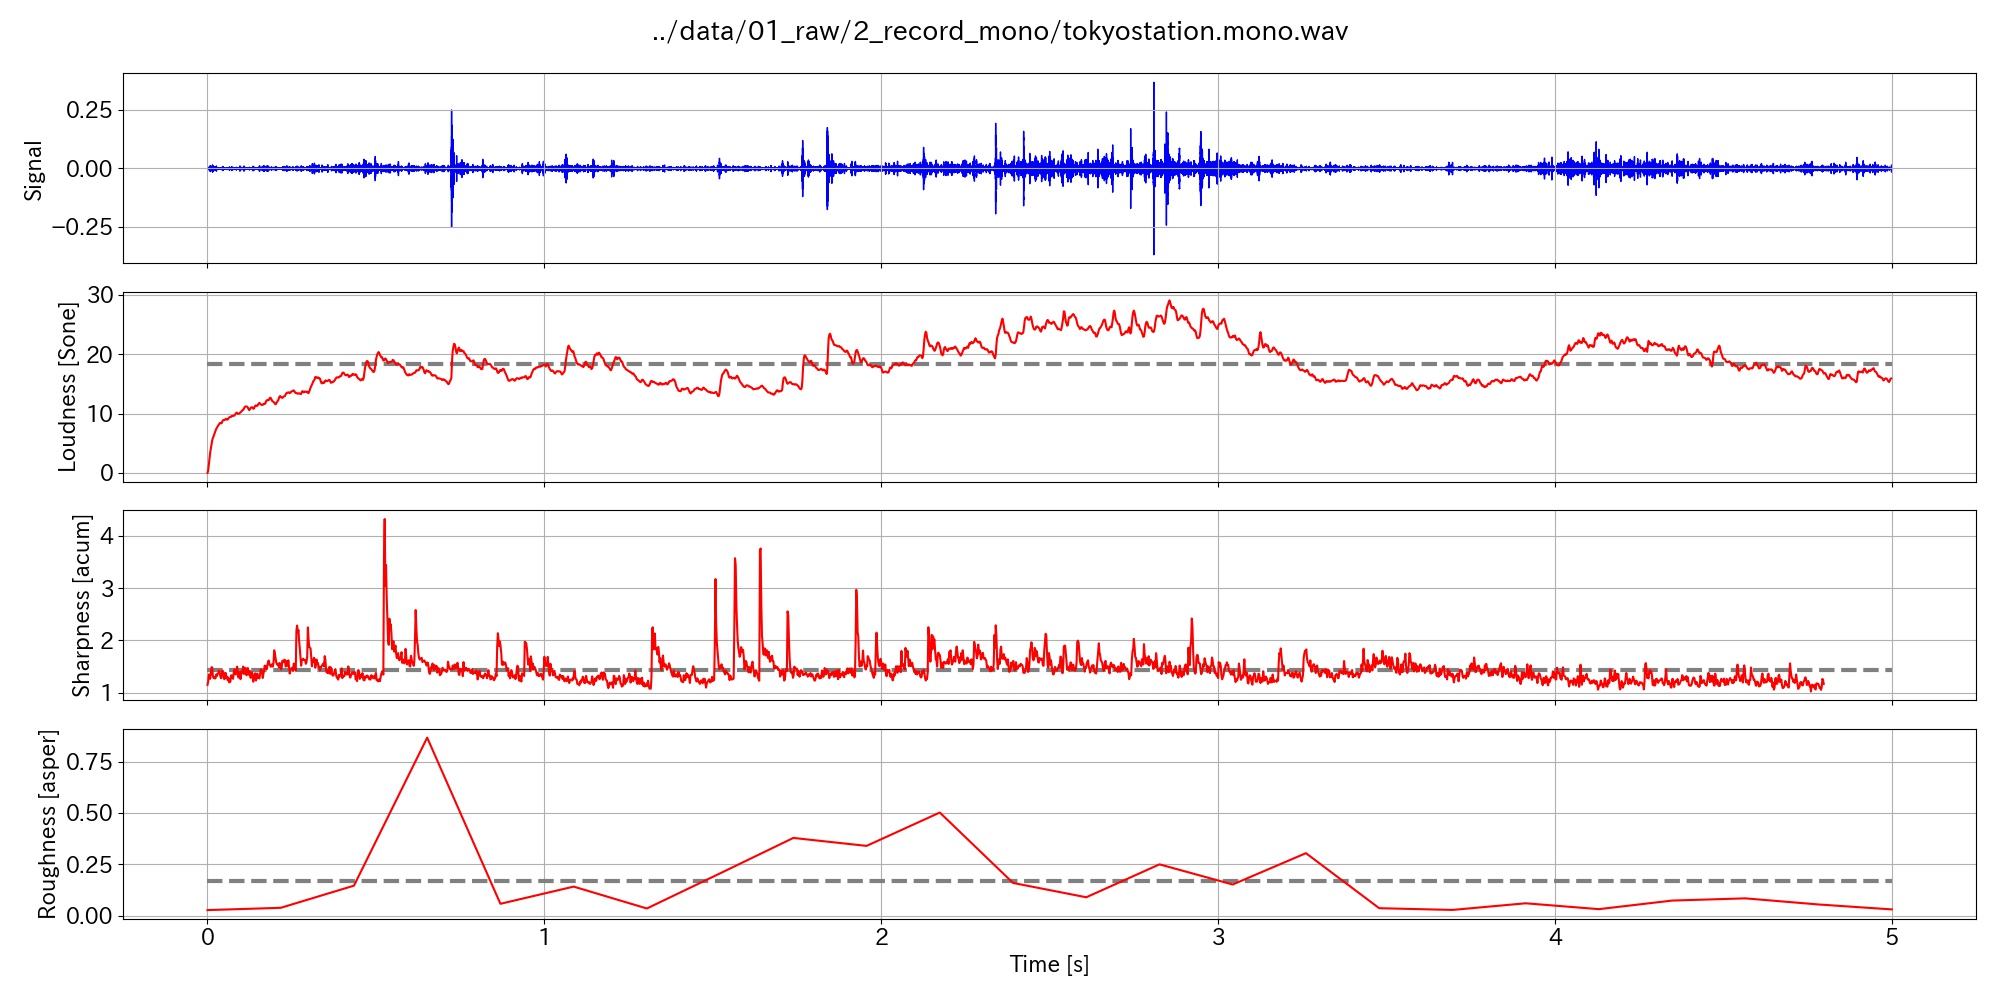 ../data/01_raw/2_record_mono/tokyostation.mono.wav
Signal
0.25
0.00
−0.25
Loudness [Sone]
30
20
10
0
Sharpness [acum]
4
3
2
1
Roughness [asper]
0.75
0.50
0.25
0.00
0 1 2 3 4 5
Time [s]